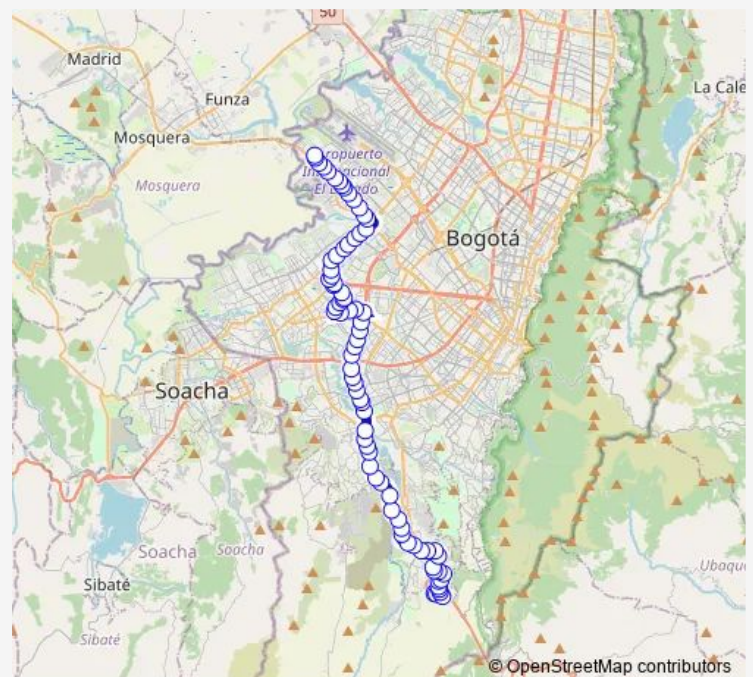 50
Madrid
Funza
La Cale
Mosquera
Mosquera
Aeropuerto
Internacional
El Dorado
Bogotá
Soacha
Soacha
Soacha
Ubaque
Sibaté
Sibaté
© OpenStreetMap contributors